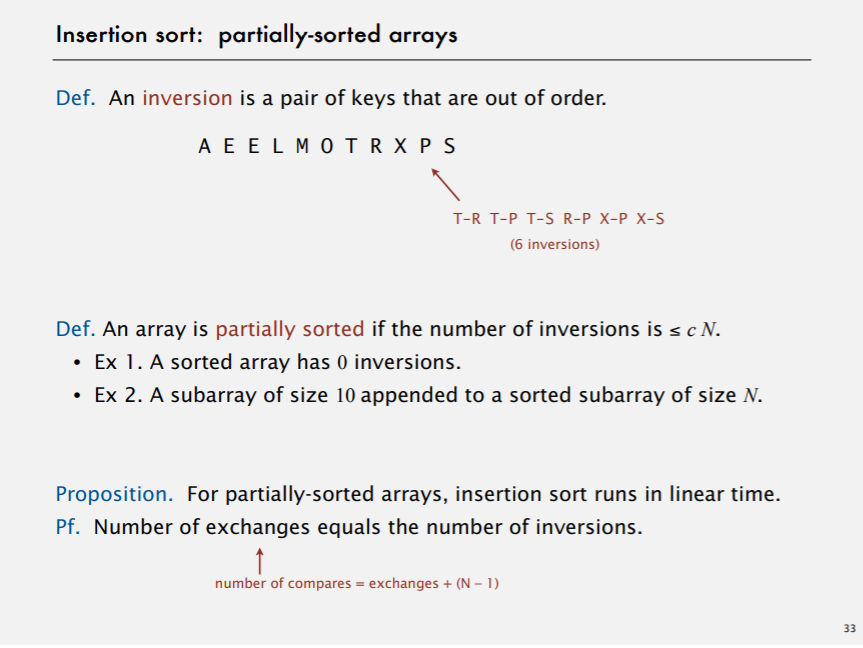 Insertion sort: partially-sorted arrays
Def. An inversion is a pair of keys that are out of order.
A E E L M O T R X P S
T-R T-P T-S R-P X-P X-S
(6 inversions)
Def. An array is partially sorted if the number of inversions is ≤ c N.
• Ex 1. A sorted array has 0 inversions.
• Ex 2. A subarray of size 10 appended to a sorted subarray of size N.
Proposition. For partially-sorted arrays, insertion sort runs in linear time.
Pf. Number of exchanges equals the number of inversions.
number of compares = exchanges + (N – 1)
33